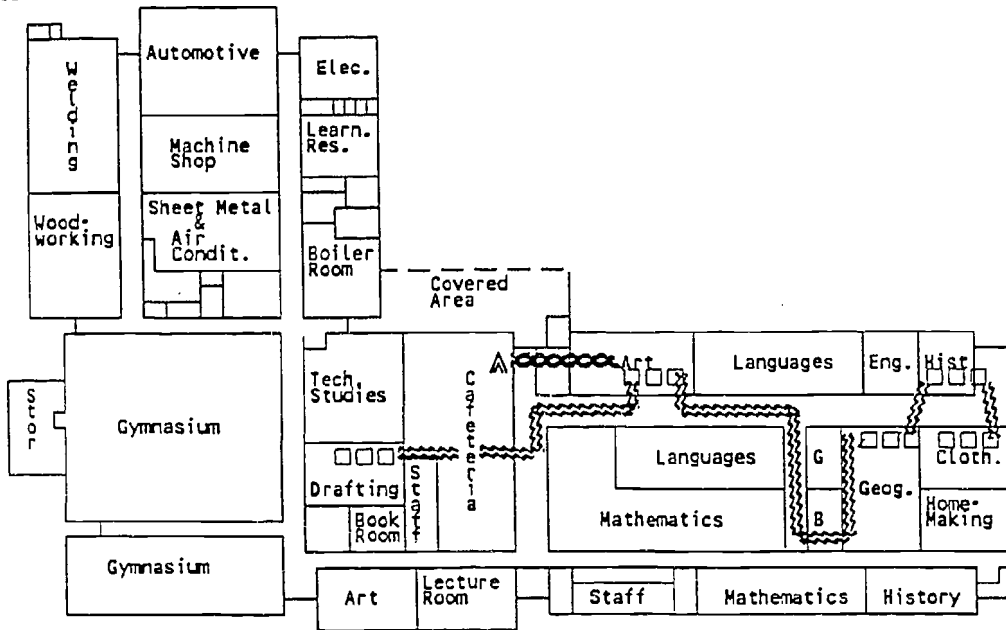 Automotive
Elec.
Welding
Learn.
Res.
Machine
Shop
Sheet Metal
&
Air
Condit.
Wood-
working
Boiler
Room
Covered
Area
Art
Languages
Eng.
Hist
Tech.
Studies
Cafeteria
Stor
Gymnasium
Languages
G
Cloth.
Drafting
Staff
Geog.
Book
Room
Mathematics
B
Home-
Making
Gymnasium
Art
Lecture
Room
Staff
Mathematics
History